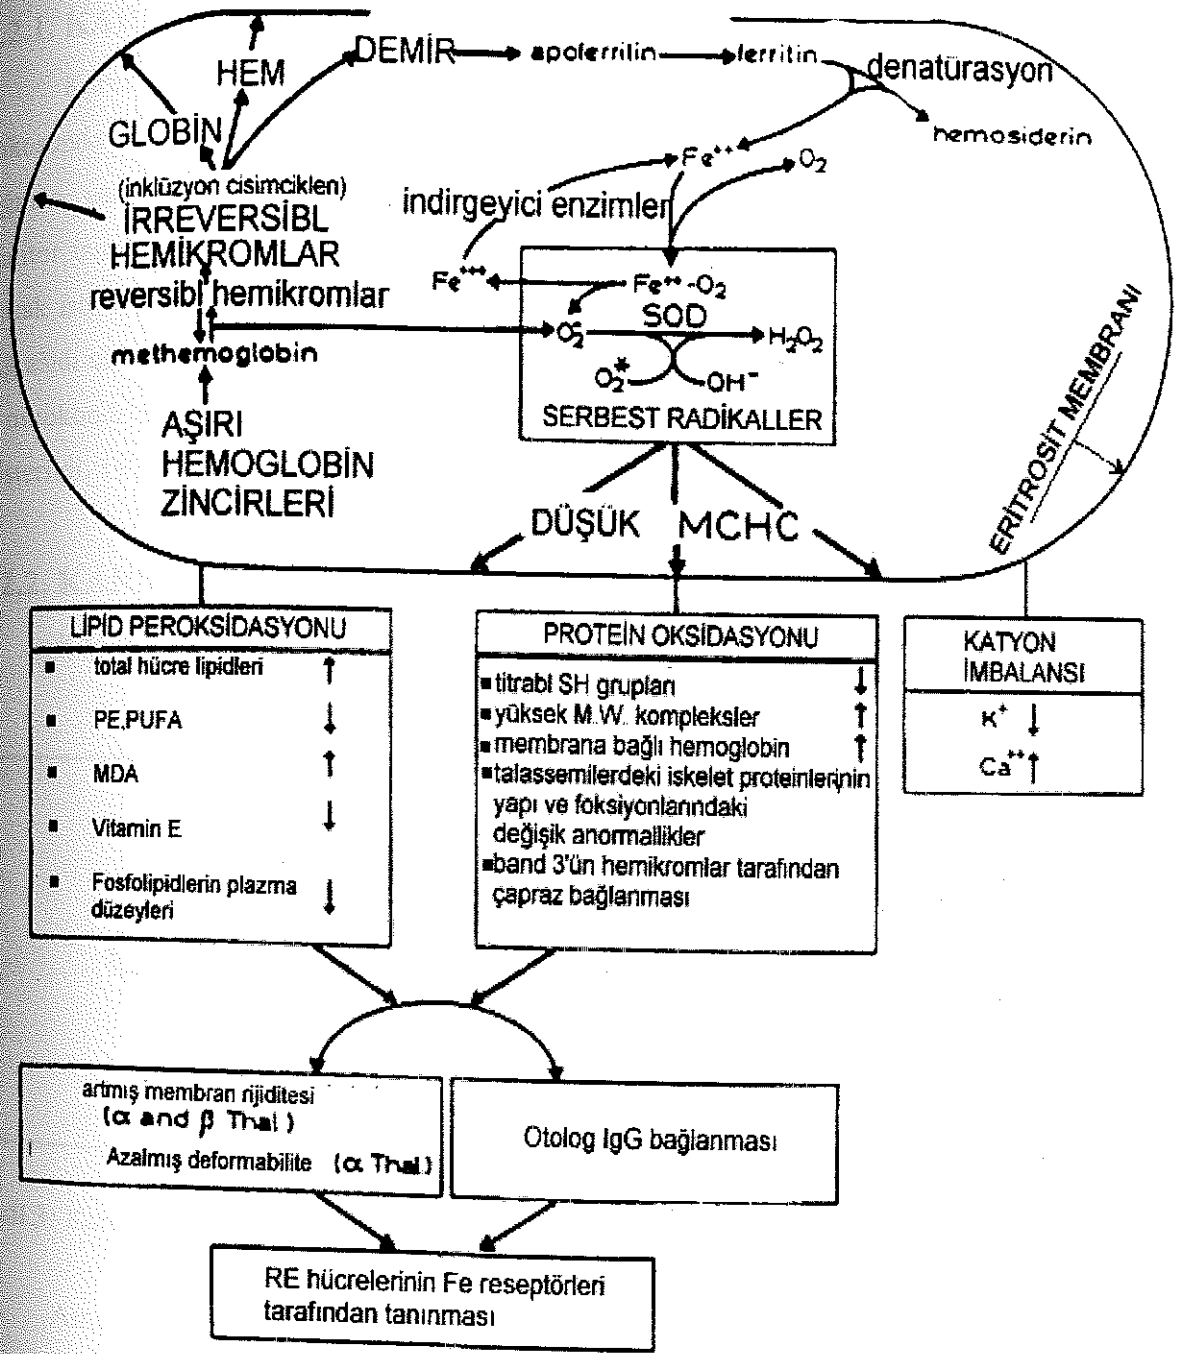 DEMİR
apoferrilin
ferritin
denatürasyon
hemosiderin
HEM
GLOBİN
(inklüzyon cisimciklen)
İRREVERSİBL
HEMİKROMLAR
reversibl hemikromlar
methemoglobin
AŞIRI
HEMOGLOBİN
ZİNCİRLERİ
Fe++
O2
indirgeyici enzimler
Fe+++
Fe++-O2
SOD
O2-
H2O2
O2*
OH-
SERBEST RADİKALLER
DÜŞÜK MCHC
ERİTROSİT MEMBRANI
LİPİD PEROKSİDASYONU
▪ total hücre lipidleri ↑
▪ PE,PUFA ↓
▪ MDA ↑
▪ Vitamin E ↓
▪ Fosfolipidlerin plazma
düzeyleri ↓
PROTEİN OKSİDASYONU
▪ titrabl SH grupları ↓
▪ yüksek M.W. kompleksler ↑
▪ membrana bağlı hemoglobin ↑
▪ talassemilerdeki iskelet proteinlerinin
yapı ve foksiyonlarındaki
değişik anormallikler
▪ band 3'ün hemikromlar tarafından
çapraz bağlanması
KATYON
İMBALANSI
K+ ↓
Ca++ ↑
artmış membran rijiditesi
(α and β Thal)
Azalmış deformabilite (α Thal)
Otolog IgG bağlanması
RE hücrelerinin Fe reseptörleri
tarafından tanınması